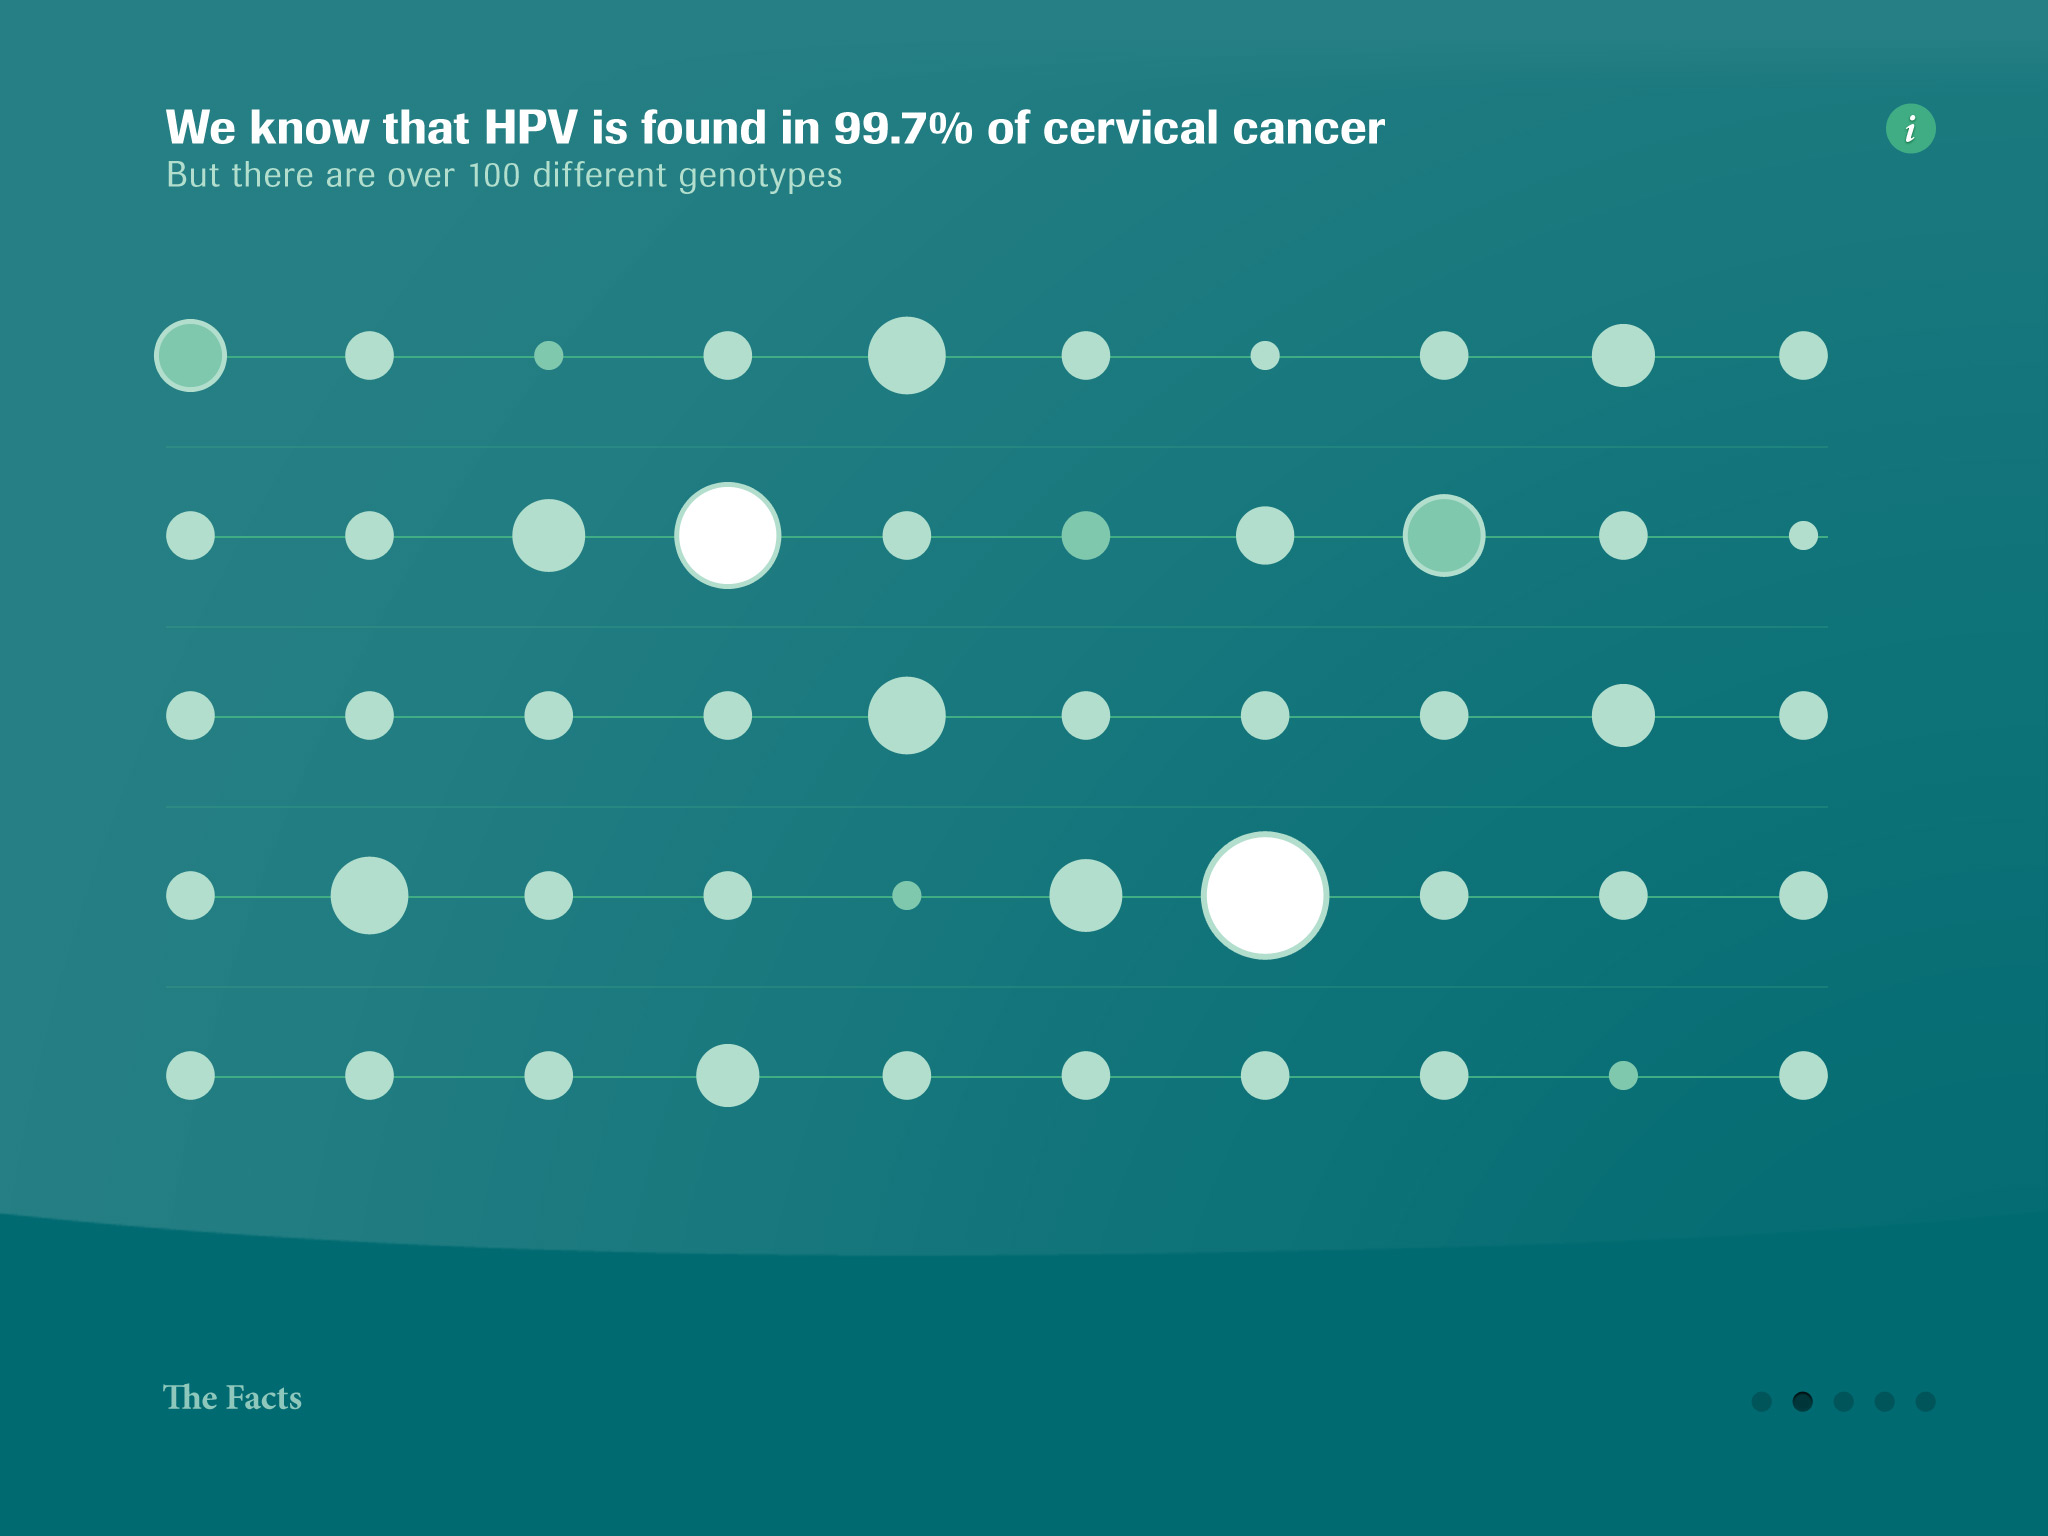 We know that HPV is found in 99.7% of cervical cancer
i
But there are over 100 different genotypes
The Facts